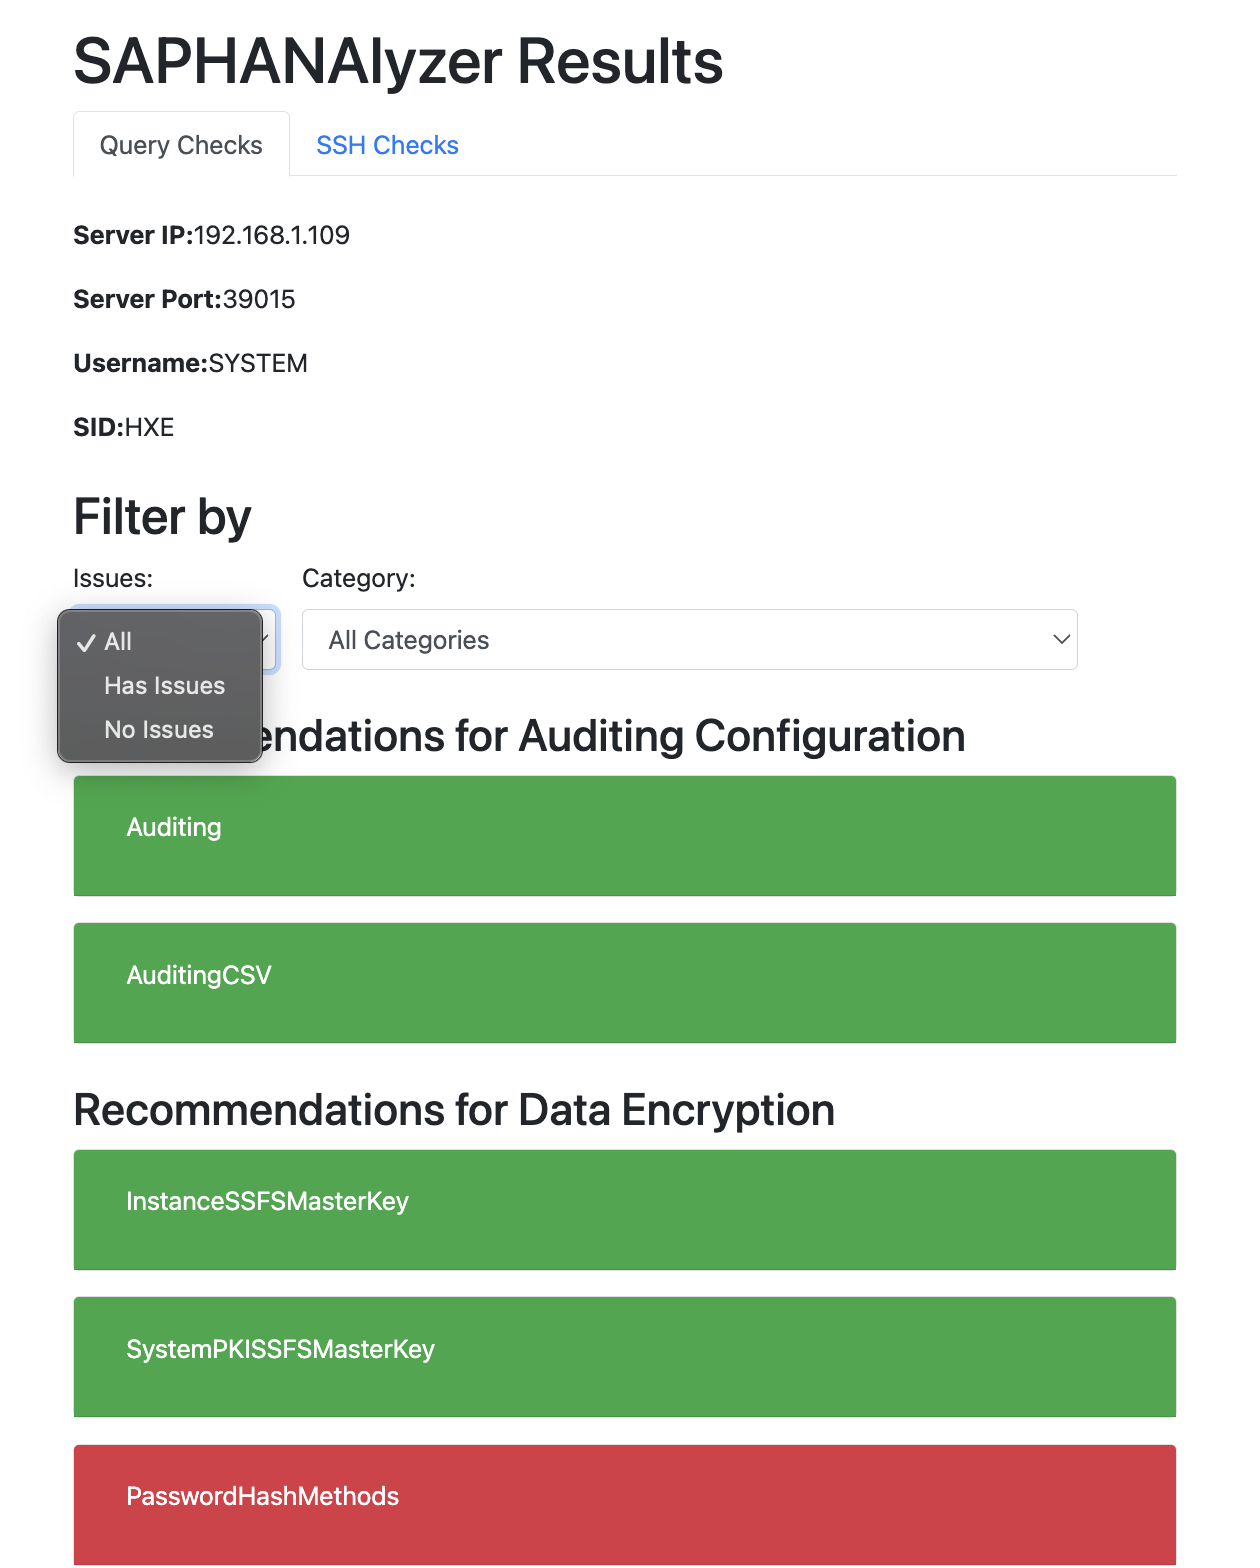 SAPHANAlyzer Results
Query Checks SSH Checks
Server IP:192.168.1.109
Server Port:39015
Username:SYSTEM
SID:HXE
Filter by
Issues: Category:
All
All Categories
Has Issues
No Issues
endations for Auditing Configuration
Auditing
AuditingCSV
Recommendations for Data Encryption
InstanceSSFSMasterKey
SystemPKISSFSMasterKey
PasswordHashMethods